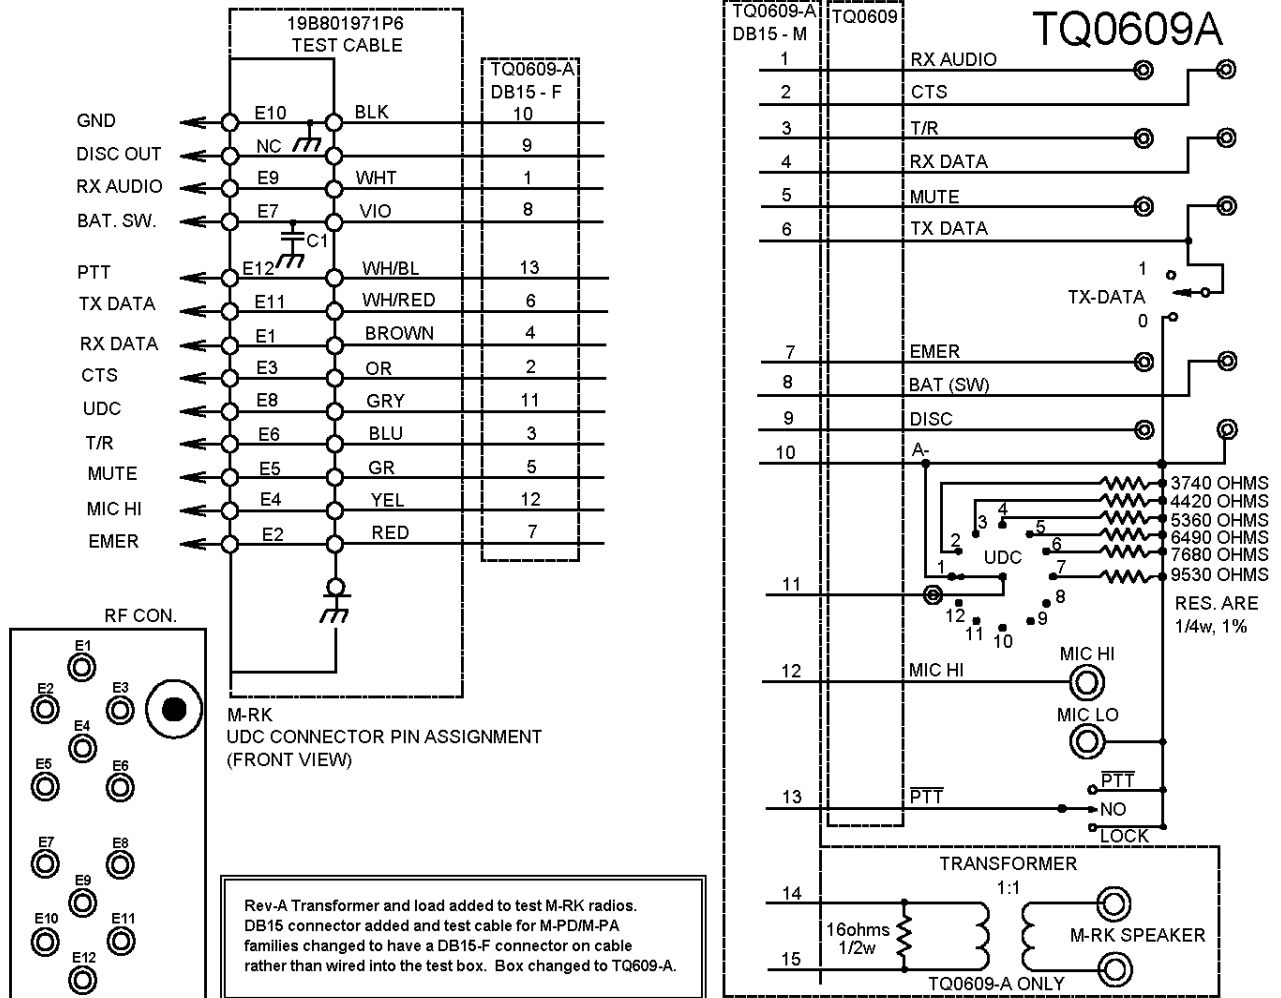 19B801971P6
TEST CABLE
TQ0609-A
DB15 - F
GND E10 BLK 10
DISC OUT NC 9
RX AUDIO E9 WHT 1
BAT. SW. E7 VIO 8
C1
PTT E12 WH/BL 13
TX DATA E11 WH/RED 6
RX DATA E1 BROWN 4
CTS E3 OR 2
UDC E8 GRY 11
T/R E6 BLU 3
MUTE E5 GR 5
MIC HI E4 YEL 12
EMER E2 RED 7
RF CON.
E1
E2 E3
E4
E5 E6
E7 E8
E9
E10 E11
E12
M-RK
UDC CONNECTOR PIN ASSIGNMENT
(FRONT VIEW)
Rev-A Transformer and load added to test M-RK radios.
DB15 connector added and test cable for M-PD/M-PA
families changed to have a DB15-F connector on cable
rather than wired into the test box. Box changed to TQ609-A.
TQ0609-A
DB15 - M
TQ0609
TQ0609A
1 RX AUDIO
2 CTS
3 T/R
4 RX DATA
5 MUTE
6 TX DATA
1
TX-DATA
0
7 EMER
8 BAT (SW)
9 DISC
10 A-
3740 OHMS
4420 OHMS
5360 OHMS
6490 OHMS
7680 OHMS
9530 OHMS
RES. ARE
1/4w, 1%
UDC
1
2
3
4
5
6
7
8
9
10
11
12
11
12 MIC HI
MIC HI
MIC LO
13 PTT
PTT
NO
LOCK
TRANSFORMER
1:1
14
16ohms
1/2w
M-RK SPEAKER
15
TQ0609-A ONLY